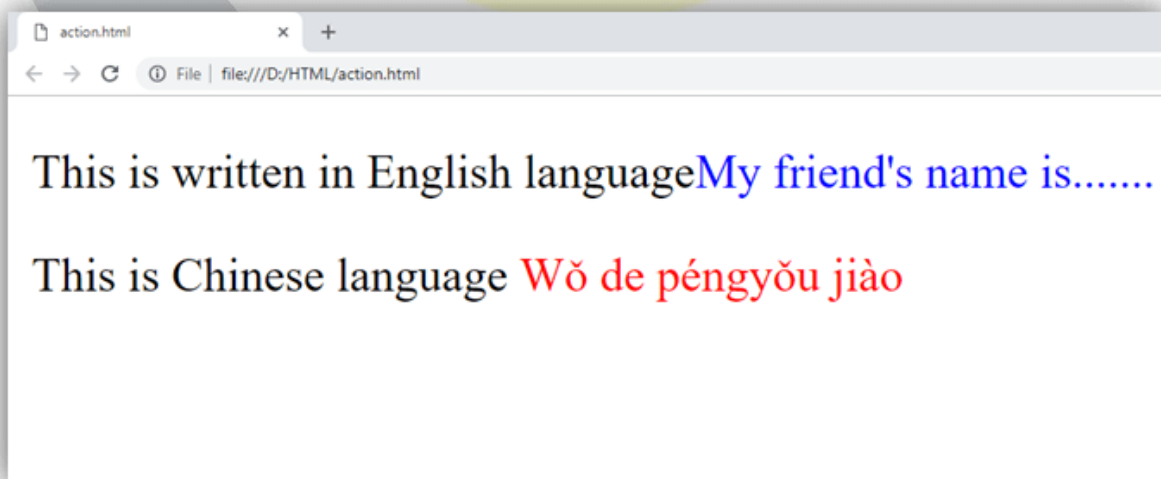 action.html
File file:///D:/HTML/action.html
This is written in English languageMy friend's name is.......
This is Chinese language Wǒ de péngyǒu jiào